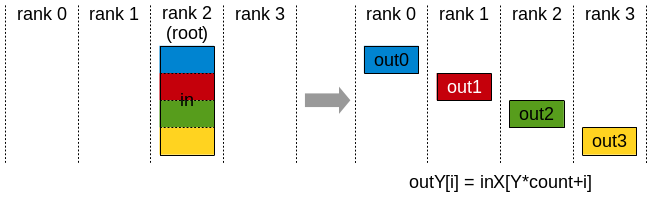 rank 0 rank 1 rank 2 rank 3
(root)
in
rank 0 rank 1 rank 2 rank 3
out0
out1
out2
out3
outY[i] = inX[Y*count+i]